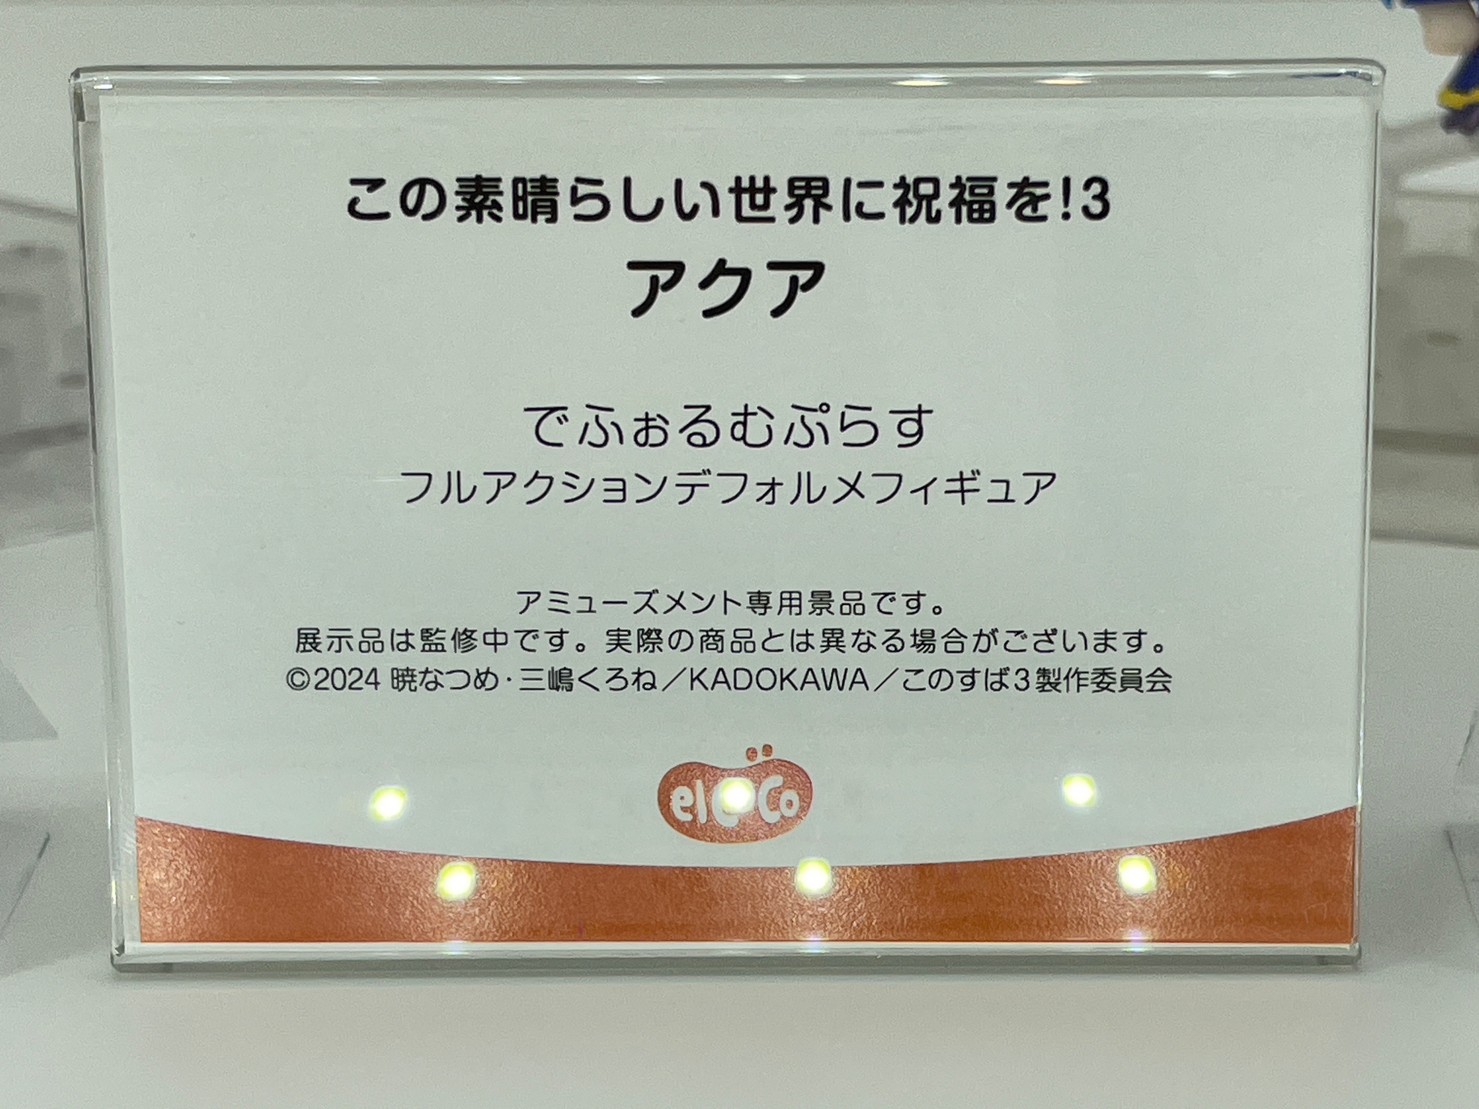 この素晴らしい世界に祝福を!3
アクア
でふぉるむぷらす
フルアクションデフォルメフィギュア
アミューズメント専用景品です。
展示品は監修中です。実際の商品とは異なる場合がございます。
©2024 暁なつめ・三嶋くろね／KADOKAWA／このすば3製作委員会
elCoCo